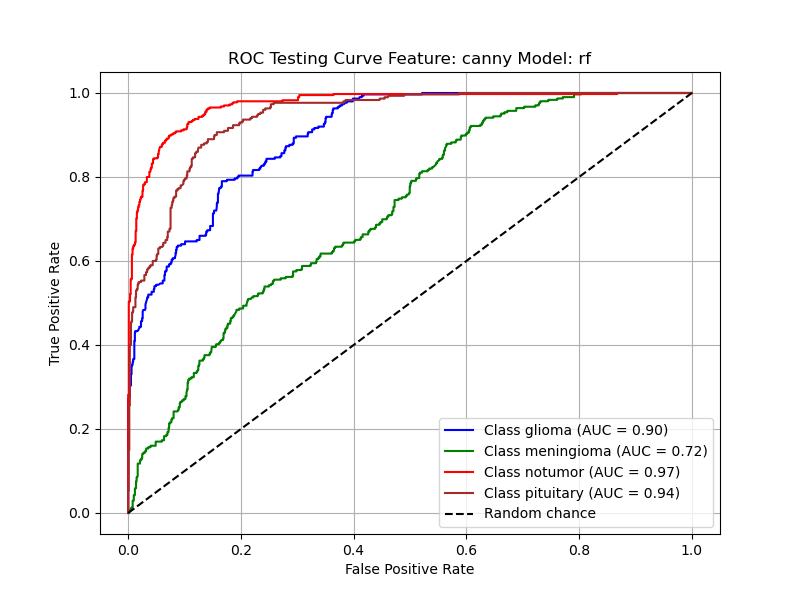 ROC Testing Curve Feature: canny Model: rf
True Positive Rate
1.0
0.8
0.6
0.4
0.2
0.0
Class glioma (AUC = 0.90)
Class meningioma (AUC = 0.72)
Class notumor (AUC = 0.97)
Class pituitary (AUC = 0.94)
Random chance
0.0 0.2 0.4 0.6 0.8 1.0
False Positive Rate